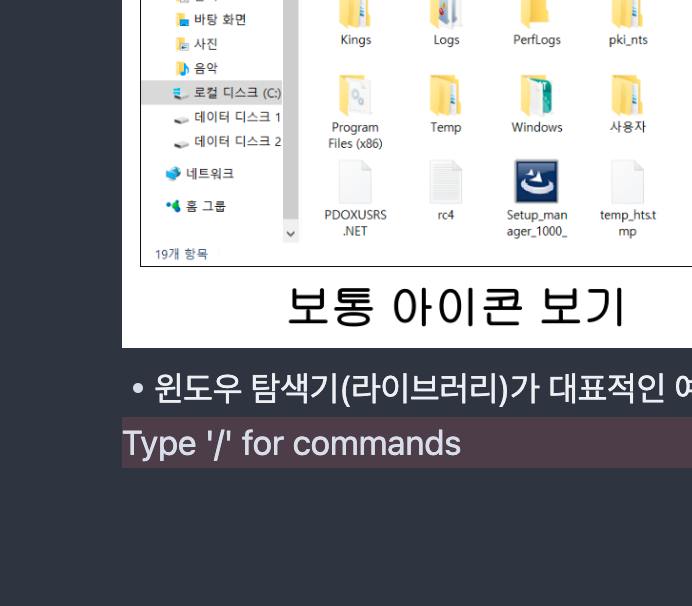 바탕 화면
사진
음악
로컬 디스크 (C:)
데이터 디스크 1
데이터 디스크 2
네트워크
홈 그룹
19개 항목
Kings Logs PerfLogs pki_nts
Program Files (x86) Temp Windows 사용자
PDOXUSRS.NET rc4 Setup_manager_1000_ temp_hts.tmp
보통 아이콘 보기
• 윈도우 탐색기(라이브러리)가 대표적인
Type '/' for commands